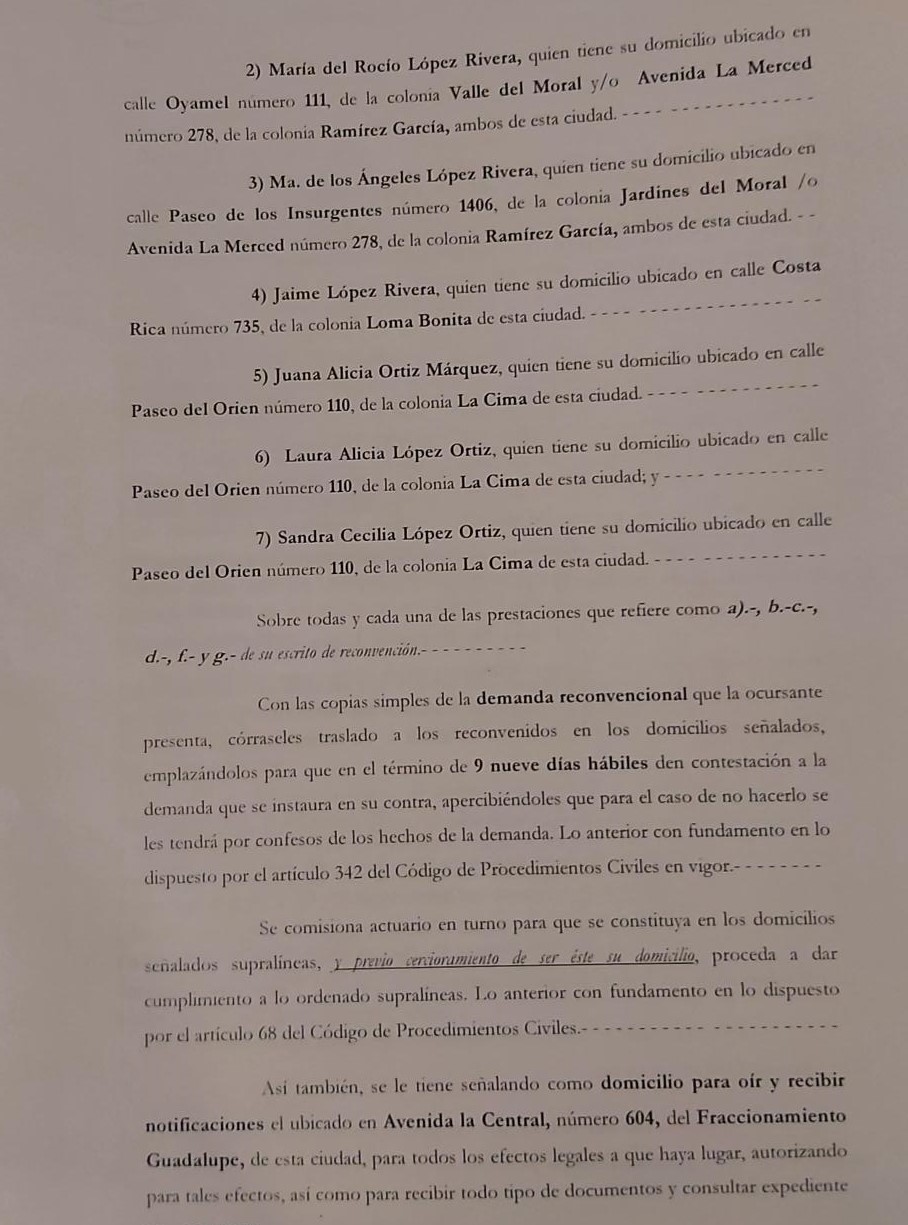 2) María del Rocío López Rivera, quien tiene su domicilio ubicado en
calle Oyamel número 111, de la colonia Valle del Moral y/o Avenida La Merced
número 278, de la colonia Ramírez García, ambos de esta ciudad. - - - - - - - - - - - - - - - - - -
3) Ma. de los Ángeles López Rivera, quien tiene su domicilio ubicado en
calle Paseo de los Insurgentes número 1406, de la colonia Jardines del Moral /o
Avenida La Merced número 278, de la colonia Ramírez García, ambos de esta ciudad. - -
4) Jaime López Rivera, quien tiene su domicilio ubicado en calle Costa
Rica número 735, de la colonia Loma Bonita de esta ciudad. - - - - - - - - - - - - - - - - - - - -
5) Juana Alicia Ortiz Márquez, quien tiene su domicilio ubicado en calle
Paseo del Orien número 110, de la colonia La Cima de esta ciudad. - - - - - - - - - - - - - - - -
6) Laura Alicia López Ortiz, quien tiene su domicilio ubicado en calle
Paseo del Orien número 110, de la colonia La Cima de esta ciudad; y - - - - - - - - - - - - - - -
7) Sandra Cecilia López Ortiz, quien tiene su domicilio ubicado en calle
Paseo del Orien número 110, de la colonia La Cima de esta ciudad. - - - - - - - - - - - - - - - -
Sobre todas y cada una de las prestaciones que refiere como a).-, b.-c.-,
d.-, f.- y g.- de su escrito de reconvención.- - - - - - - - - - -
Con las copias simples de la demanda reconvencional que la ocursante
presenta, córraseles traslado a los reconvenidos en los domicilios señalados,
emplazándolos para que en el término de 9 nueve días hábiles den contestación a la
demanda que se instaura en su contra, apercibiéndoles que para el caso de no hacerlo se
les tendrá por confesos de los hechos de la demanda. Lo anterior con fundamento en lo
dispuesto por el artículo 342 del Código de Procedimientos Civiles en vigor.- - - - - - - -
Se comisiona actuario en turno para que se constituya en los domicilios
señalados supralíneas, y previo cercioramiento de ser éste su domicilio, proceda a dar
cumplimiento a lo ordenado supralíneas. Lo anterior con fundamento en lo dispuesto
por el artículo 68 del Código de Procedimientos Civiles.- - - - - - - - - - - - - - - - - - - - - -
Así también, se le tiene señalando como domicilio para oír y recibir
notificaciones el ubicado en Avenida la Central, número 604, del Fraccionamiento
Guadalupe, de esta ciudad, para todos los efectos legales a que haya lugar, autorizando
para tales efectos, así como para recibir todo tipo de documentos y consultar expediente